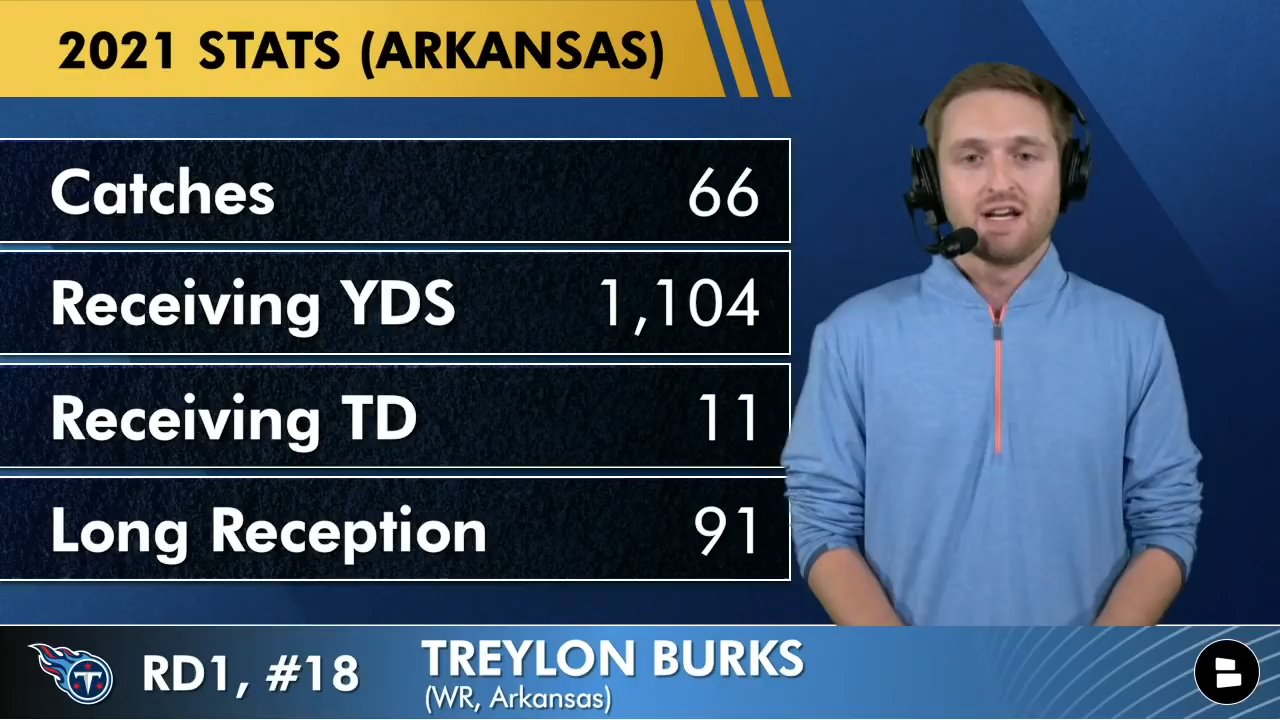 2021 STATS (ARKANSAS)
Catches 66
Receiving YDS 1,104
Receiving TD 11
Long Reception 91
RD1, #18
TREYLON BURKS
(WR, Arkansas)